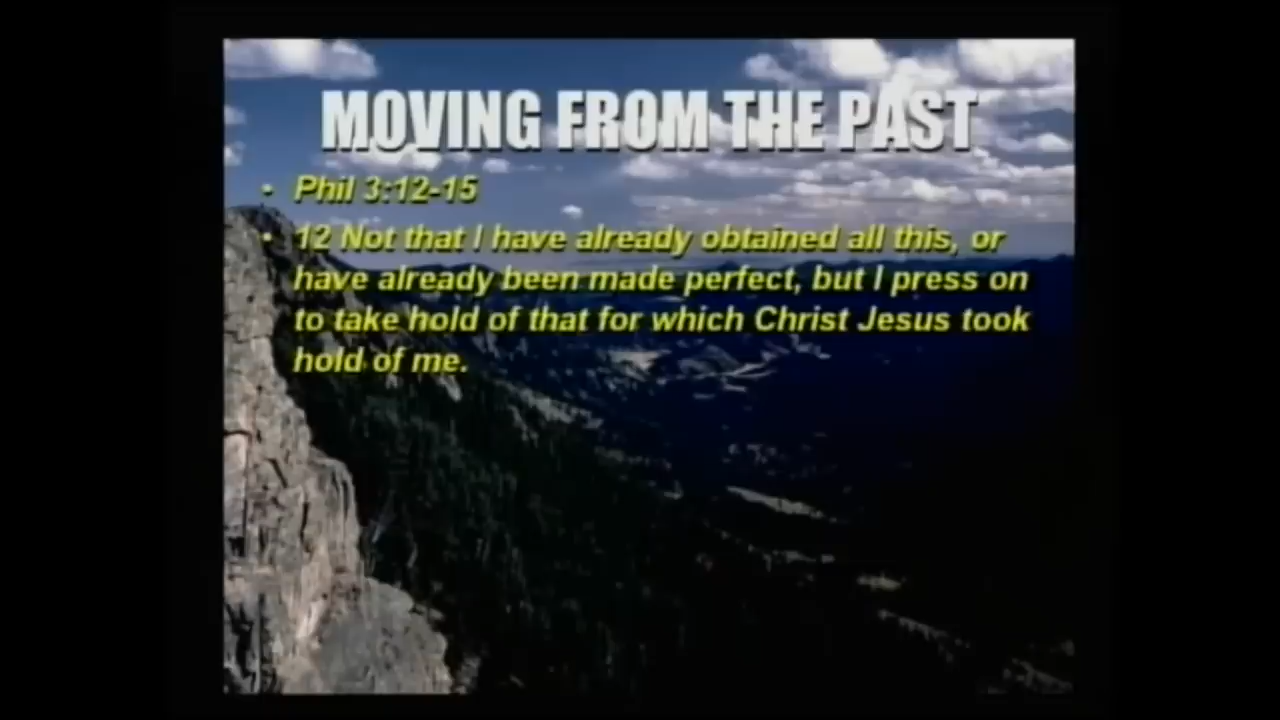 MOVING FROM THE PAST
• Phil 3:12-15
• 12 Not that I have already obtained all this, or
have already been made perfect, but I press on
to take hold of that for which Christ Jesus took
hold of me.